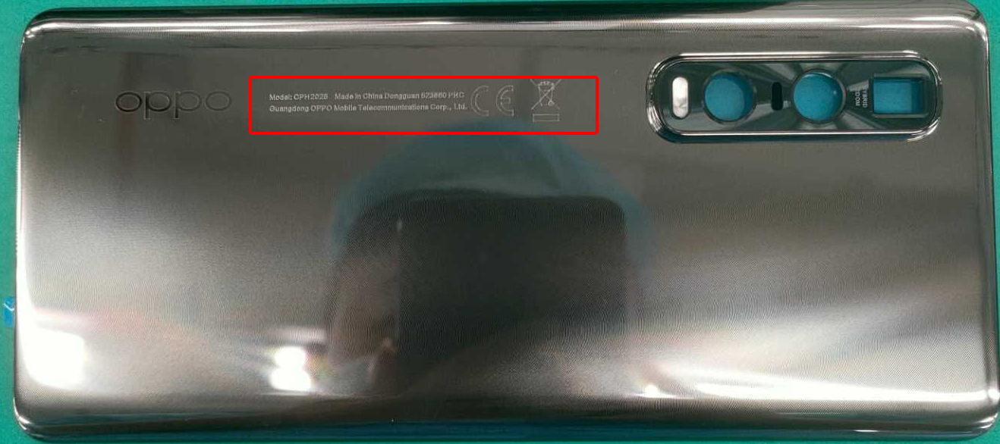 oppo
Model: CPH2025 Made in China Dongguan 523860 PRC
Guangdong OPPO Mobile Telecommunications Corp., Ltd.
CE
HYBRID
ZOOM